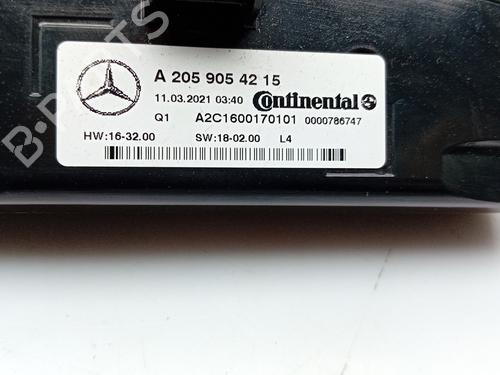 A 205 905 42 15
11.03.2021 03:40 Continental
Q1 A2C1600170101 0000786747
HW:16-32.00 SW:18-02.00 L4
B-Parts